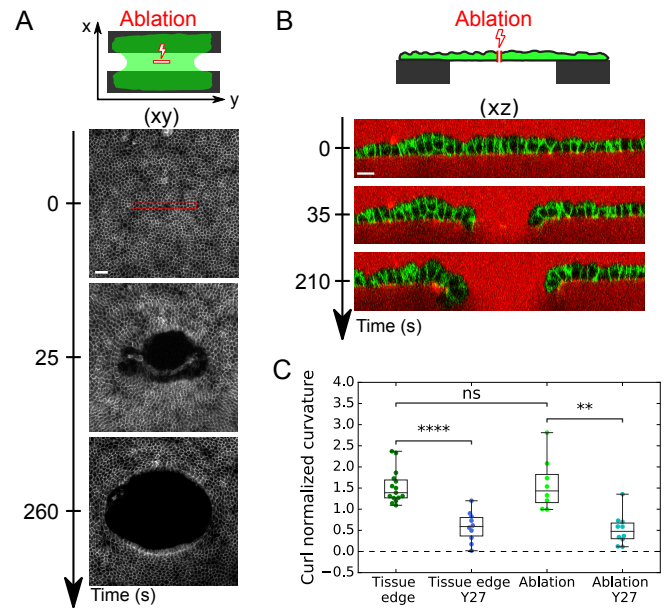 A
Ablation
x
y
(xy)
0
25
260
Time (s)
B
Ablation
(xz)
0
35
210
Time (s)
C
Curl normalized curvature
4.0
3.5
3.0
2.5
2.0
1.5
1.0
0.5
0.0
−0.5
ns
****
**
Tissue edge
Tissue edge Y27
Ablation
Ablation Y27